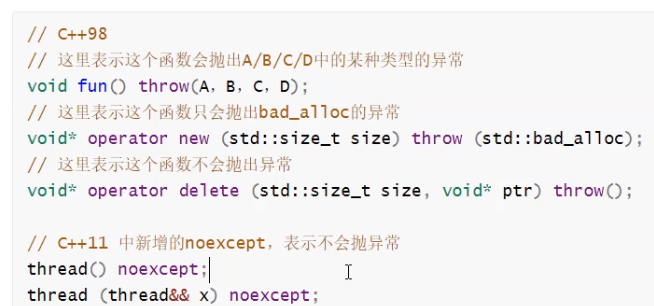 // C++98
// 这里表示这个函数会抛出A/B/C/D中的某种类型的异常
void fun() throw(A，B，C，D);
// 这里表示这个函数只会抛出bad_alloc的异常
void* operator new (std::size_t size) throw (std::bad_alloc);
// 这里表示这个函数不会抛出异常
void* operator delete (std::size_t size, void* ptr) throw();
// C++11 中新增的noexcept，表示不会抛异常
thread() noexcept;
thread (thread&& x) noexcept;